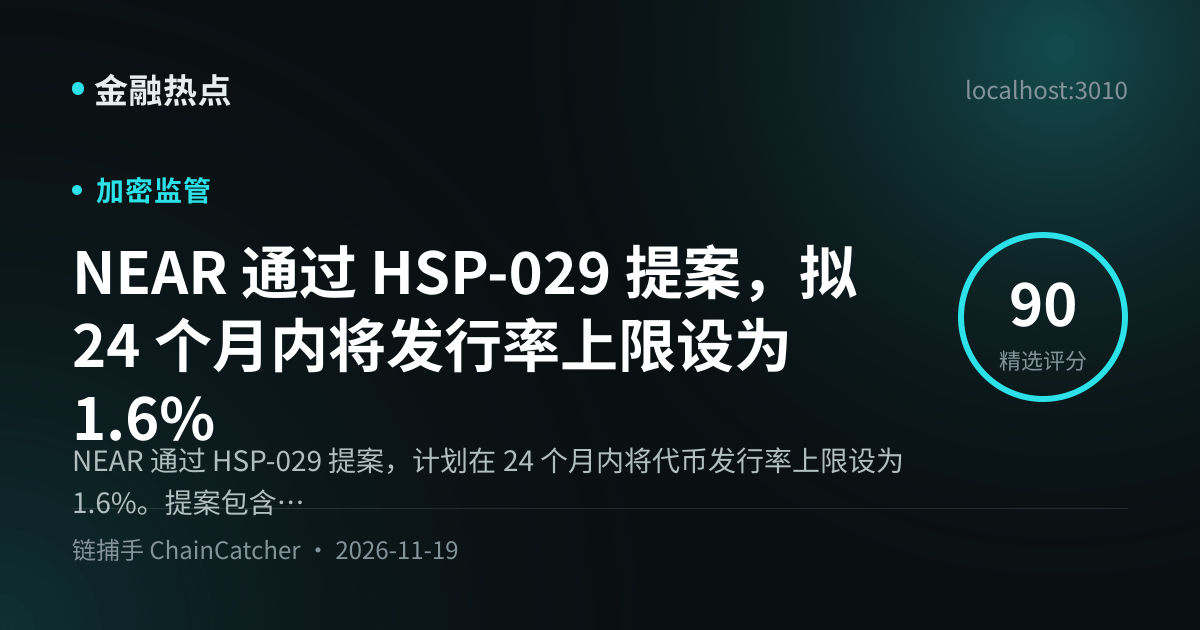 金融热点
localhost:3010
加密监管
NEAR 通过 HSP-029 提案，拟
24 个月内将发行率上限设为
1.6%
90
精选评分
NEAR 通过 HSP-029 提案，计划在 24 个月内将代币发行率上限设为
1.6%。提案包含…
链捕手 ChainCatcher · 2026-11-19